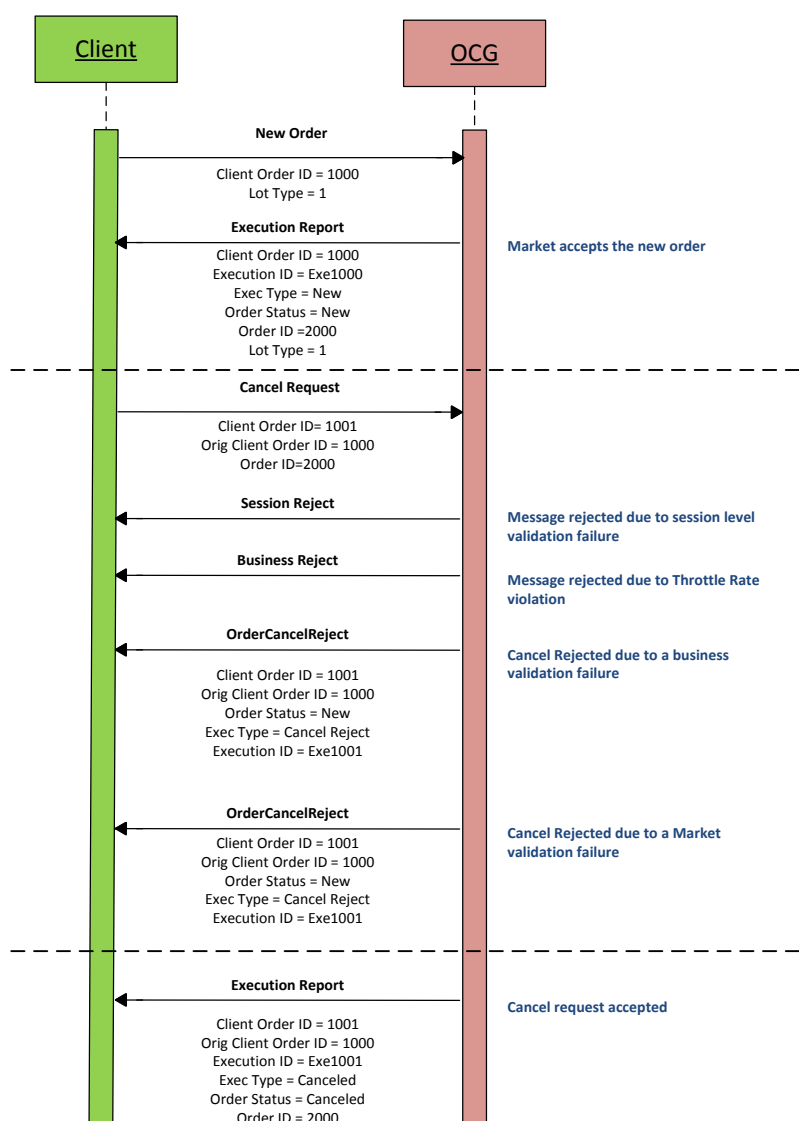 Client
OCG
New Order
Client Order ID = 1000
Lot Type = 1
Execution Report
Market accepts the new order
Client Order ID = 1000
Execution ID = Exe1000
Exec Type = New
Order Status = New
Order ID =2000
Lot Type = 1
Cancel Request
Client Order ID= 1001
Orig Client Order ID = 1000
Order ID=2000
Session Reject
Message rejected due to session level
validation failure
Business Reject
Message rejected due to Throttle Rate
violation
OrderCancelReject
Cancel Rejected due to a business
validation failure
Client Order ID = 1001
Orig Client Order ID = 1000
Order Status = New
Exec Type = Cancel Reject
Execution ID = Exe1001
OrderCancelReject
Cancel Rejected due to a Market
validation failure
Client Order ID = 1001
Orig Client Order ID = 1000
Order Status = New
Exec Type = Cancel Reject
Execution ID = Exe1001
Execution Report
Cancel request accepted
Client Order ID = 1001
Orig Client Order ID = 1000
Execution ID = Exe1001
Exec Type = Canceled
Order Status = Canceled
Order ID = 2000